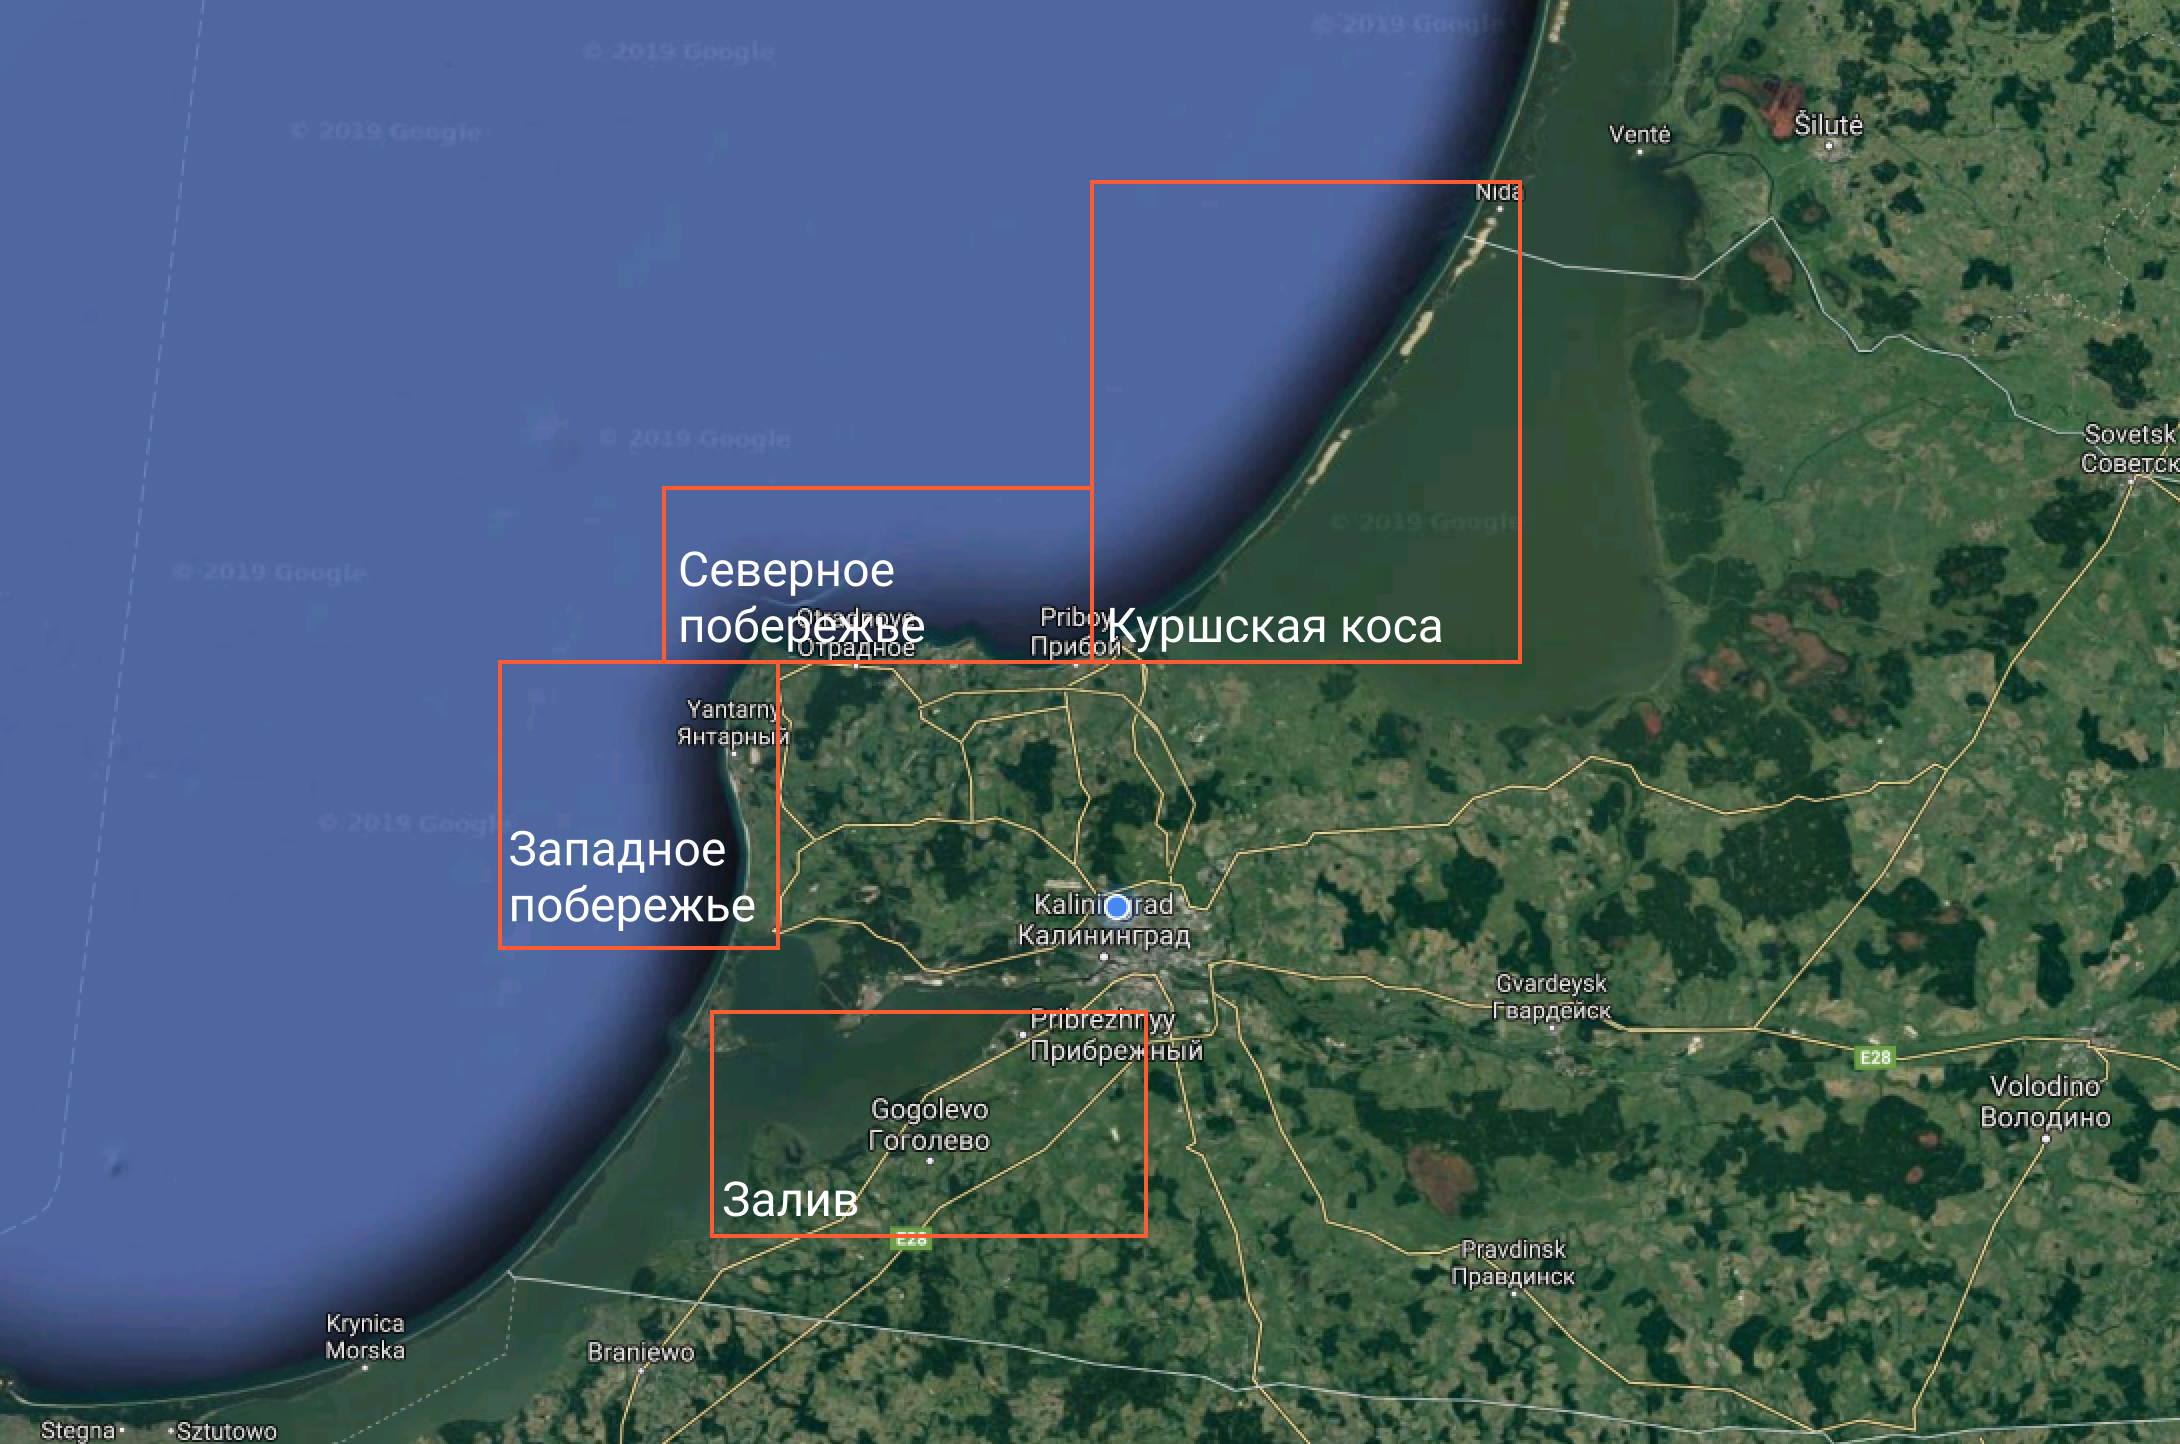 © 2019 Google
© 2019 Google
© 2019 Google
Ventė
Šilutė
Nida
© 2019 Google
Sovetsk
Советск
© 2019 Google
© 2019 Google
Северное
побережье
Otradnoye
Отрадное
Priboy
Прибой
Куршская коса
Yantarny
Янтарный
© 2019 Google
Западное
побережье
Kaliningrad
Калининград
Gvardeysk
Гвардейск
Pribrezhnyy
Прибрежный
E28
Volodino
Володино
Gogolevo
Гоголево
Залив
E28
Pravdinsk
Правдинск
Krynica
Morska
Braniewo
Stegna
Sztutowo